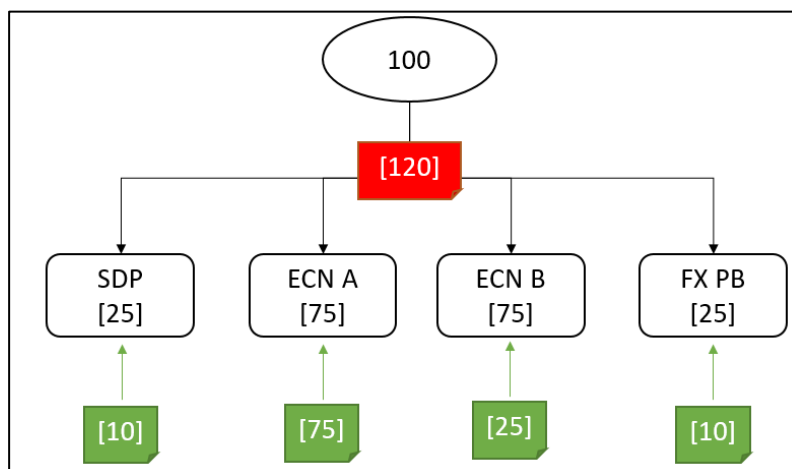 100
[120]
SDP
[25]
ECN A
[75]
ECN B
[75]
FX PB
[25]
[10]
[75]
[25]
[10]